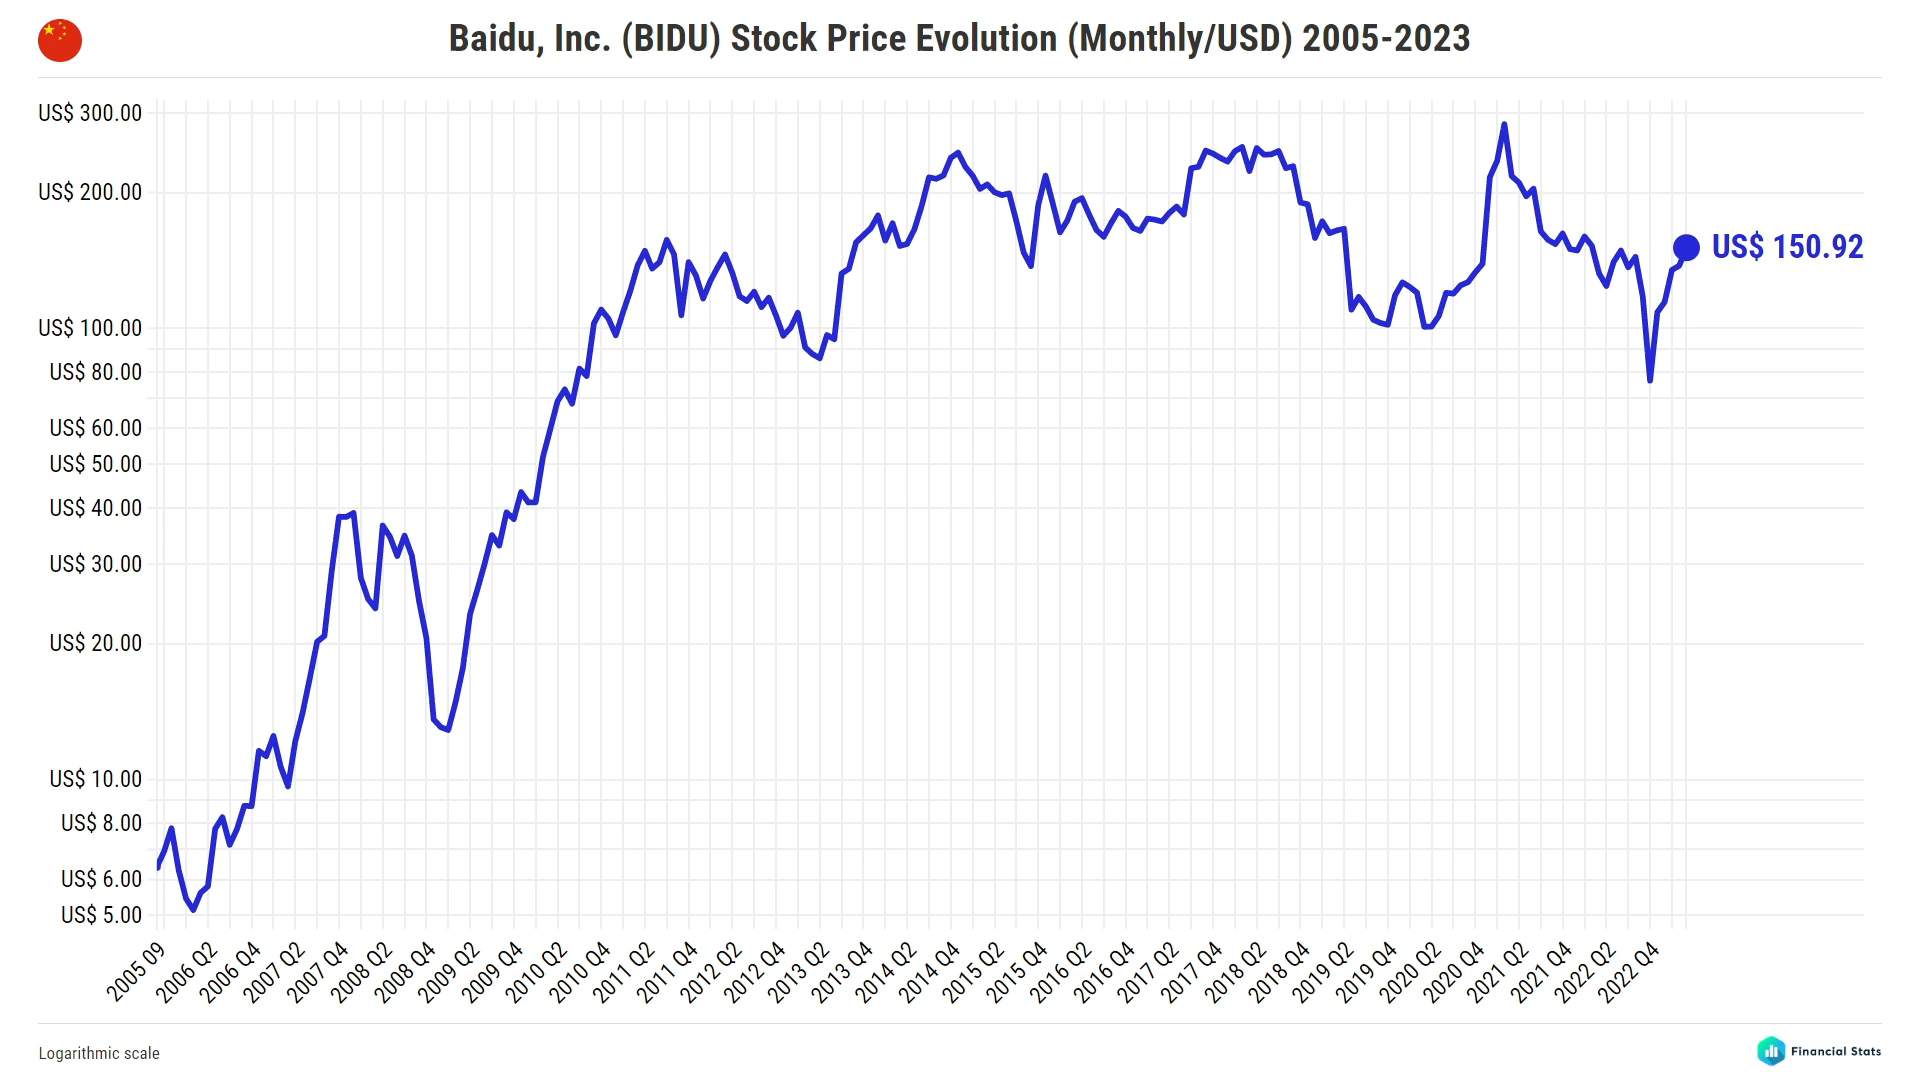 Baidu, Inc. (BIDU) Stock Price Evolution (Monthly/USD) 2005-2023
US$ 300.00
US$ 200.00
US$ 100.00
US$ 80.00
US$ 60.00
US$ 50.00
US$ 40.00
US$ 30.00
US$ 20.00
US$ 10.00
US$ 8.00
US$ 6.00
US$ 5.00
US$ 150.92
2005 09
2006 Q2
2006 Q4
2007 Q2
2007 Q4
2008 Q2
2008 Q4
2009 Q2
2009 Q4
2010 Q2
2010 Q4
2011 Q2
2011 Q4
2012 Q2
2012 Q4
2013 Q2
2013 Q4
2014 Q2
2014 Q4
2015 Q2
2015 Q4
2016 Q2
2016 Q4
2017 Q2
2017 Q4
2018 Q2
2018 Q4
2019 Q2
2019 Q4
2020 Q2
2020 Q4
2021 Q2
2021 Q4
2022 Q2
2022 Q4
Logarithmic scale
Financial Stats